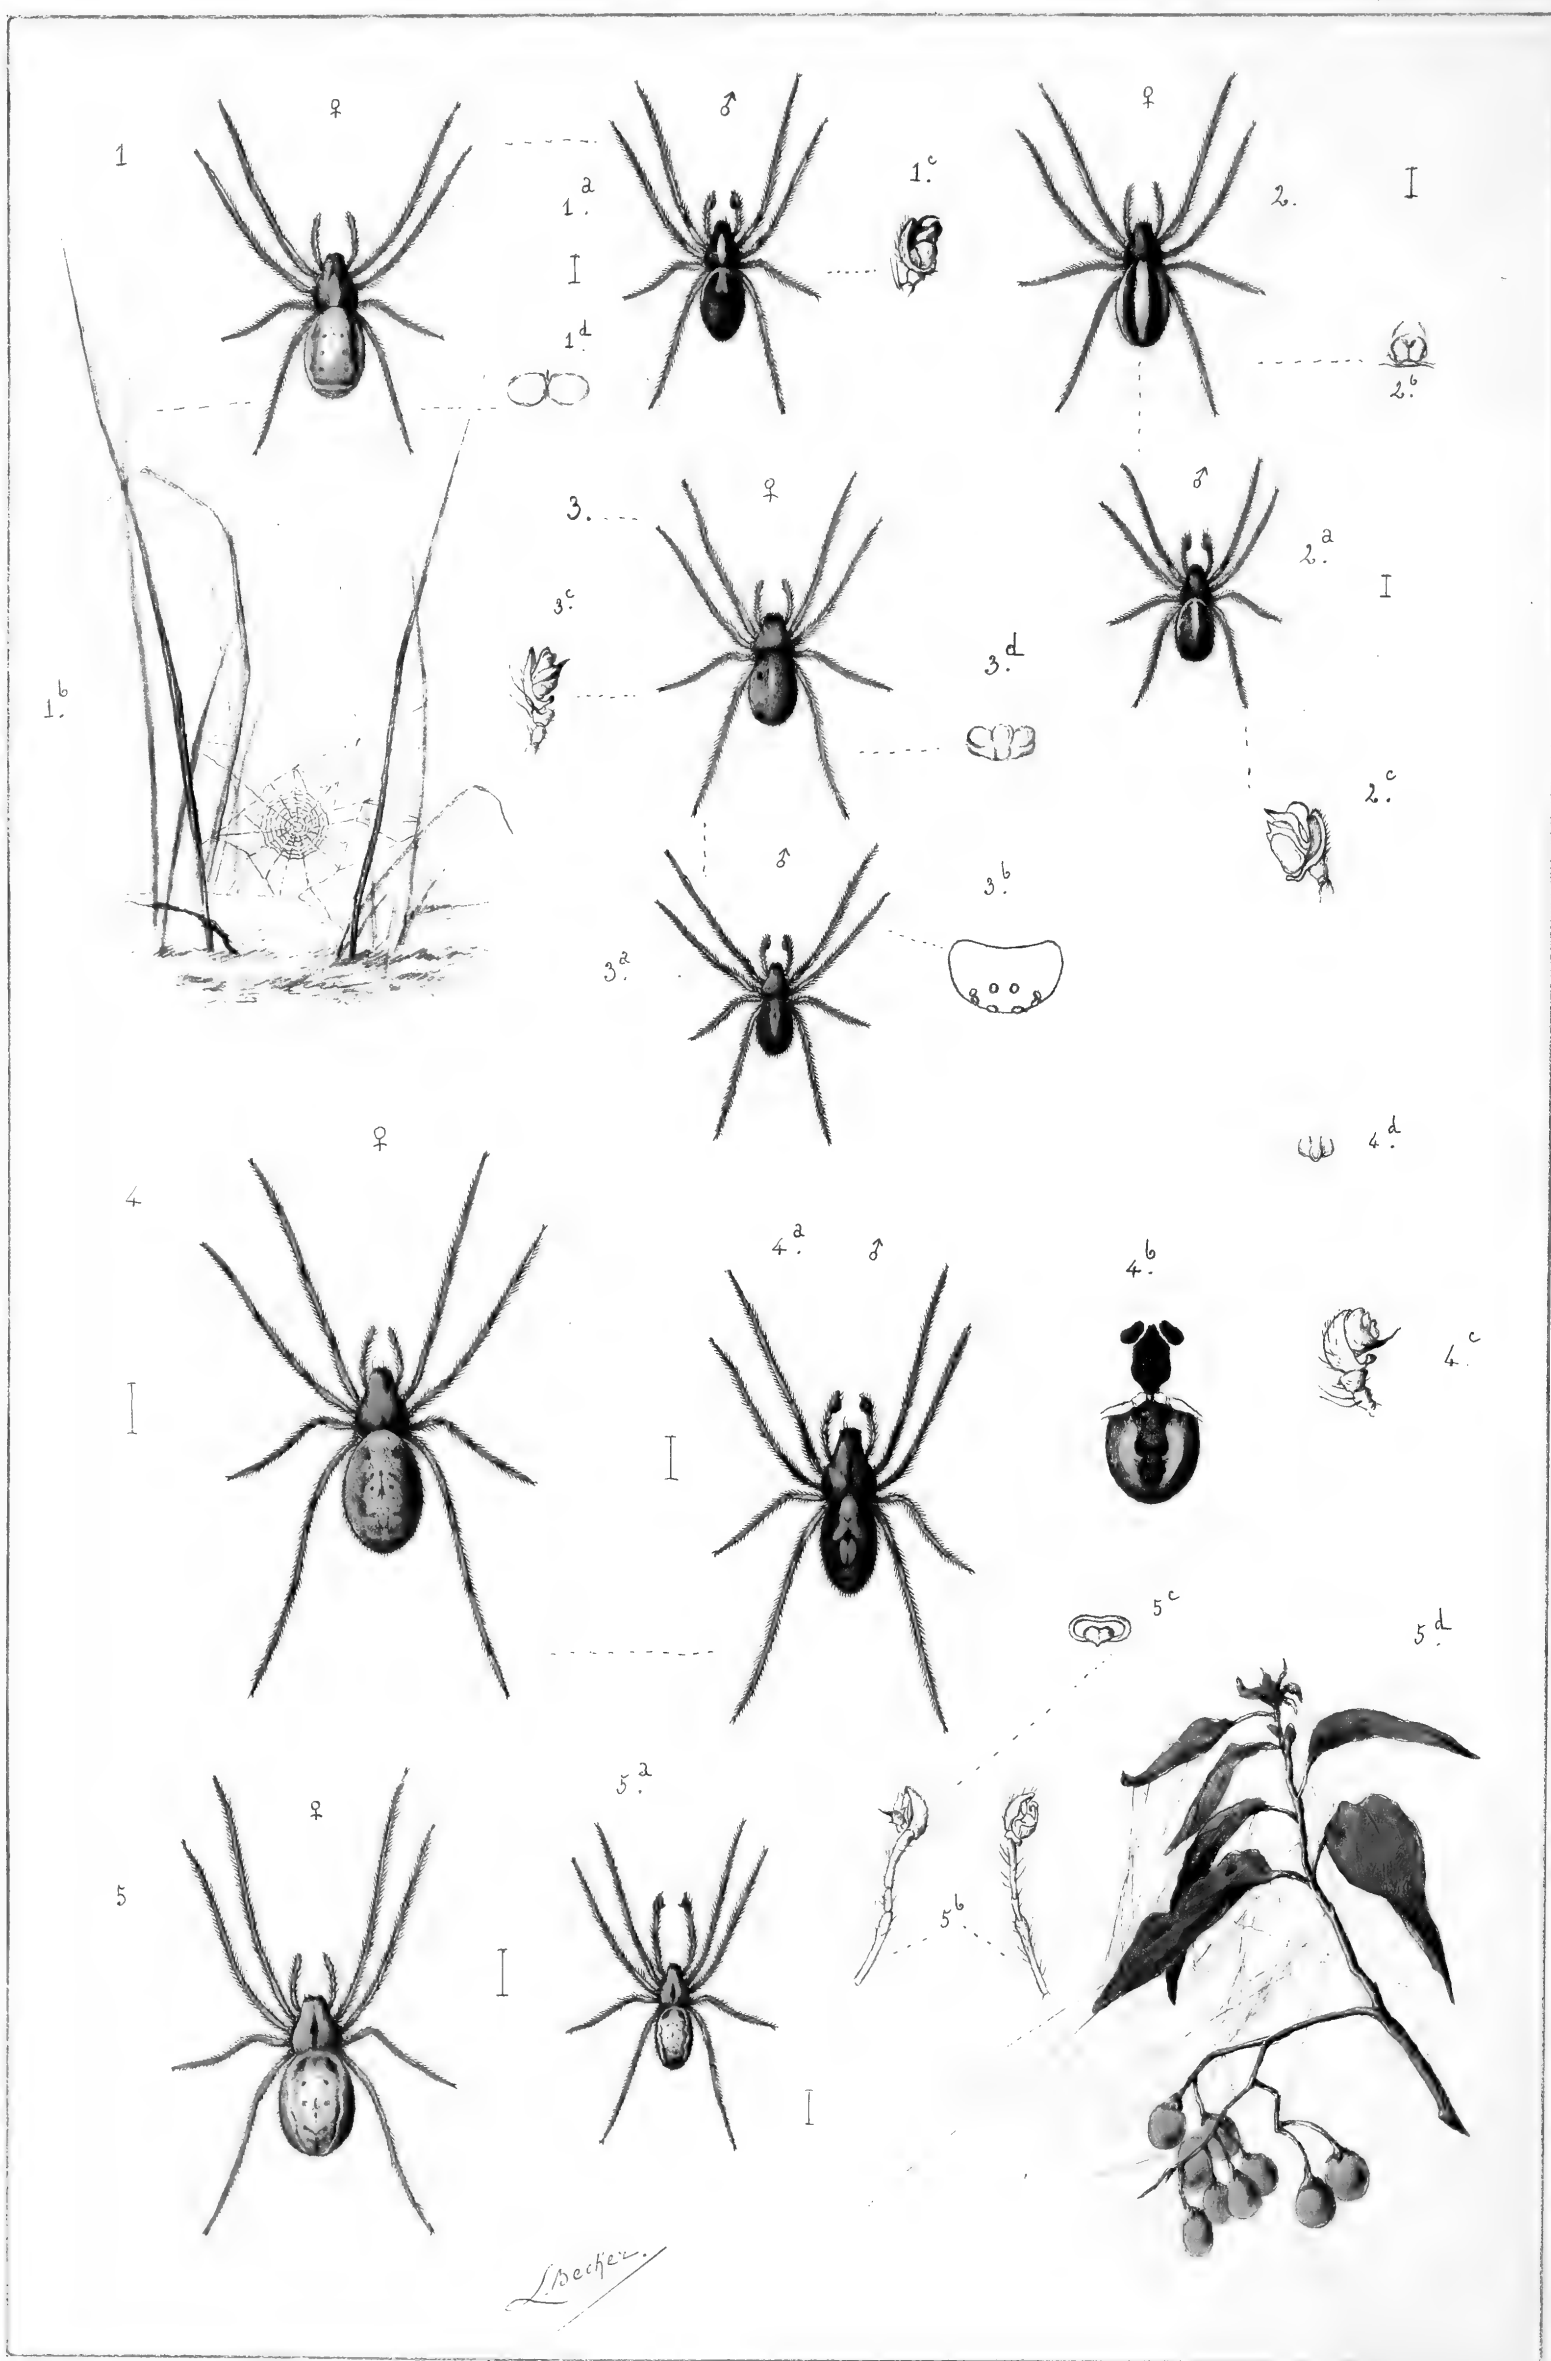 ♀
♂
♀
1
1.a
1.c
2.
1.d
2.b
3.
♀
♂
2.a
3.c
3.d
1.b
2.c
♂
3.b
3.a
♀
4.d
4
4.a ♂
4.b
4.c
5.c
5.d
5.a
♀
5
5.b
L. Becker.